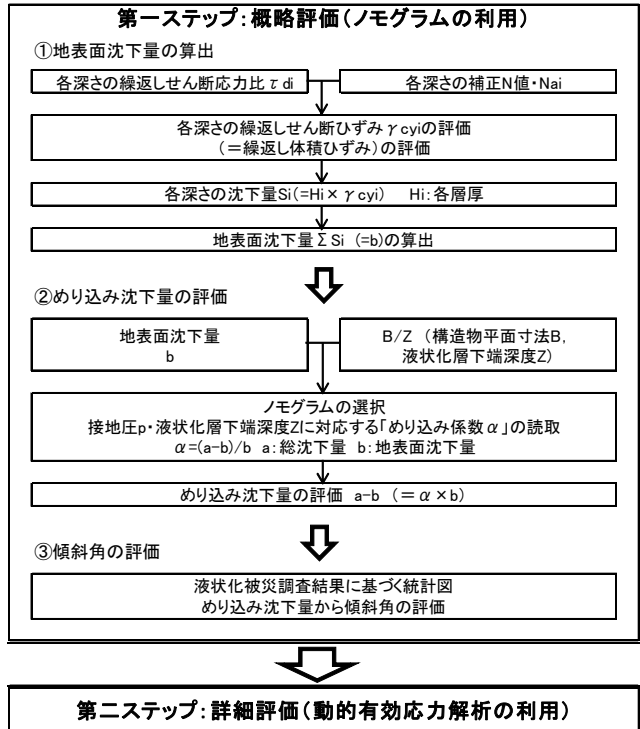 第一ステップ:概略評価(ノモグラムの利用)
①地表面沈下量の算出
各深さの繰返しせん断応力比τdi
各深さの補正N値・Nai
各深さの繰返しせん断ひずみγcyiの評価
(=繰返し体積ひずみ)の評価
各深さの沈下量Si(=Hi×γcyi) Hi:各層厚
地表面沈下量ΣSi (=b)の算出
②めり込み沈下量の評価
地表面沈下量
b
B/Z (構造物平面寸法B,
液状化層下端深度Z)
ノモグラムの選択
接地圧p・液状化層下端深度Zに対応する「めり込み係数α」の読取
α=(a-b)/b a:総沈下量 b:地表面沈下量
めり込み沈下量の評価 a-b (=α×b)
③傾斜角の評価
液状化被災調査結果に基づく統計図
めり込み沈下量から傾斜角の評価
第二ステップ:詳細評価(動的有効応力解析の利用)